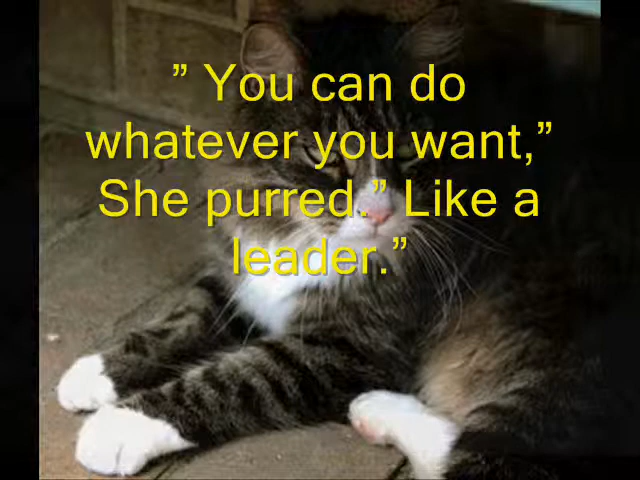 ” You can do
whatever you want,”
She purred.” Like a
leader.”